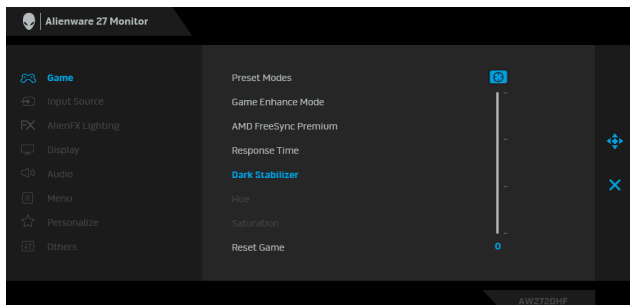 Alienware 27 Monitor
Game
Input Source
AlienFX Lighting
Display
Audio
Menu
Personalize
Others
Preset Modes
Game Enhance Mode
AMD FreeSync Premium
Response Time
Dark Stabilizer
Hue
Saturation
Reset Game
0
AW2720HF